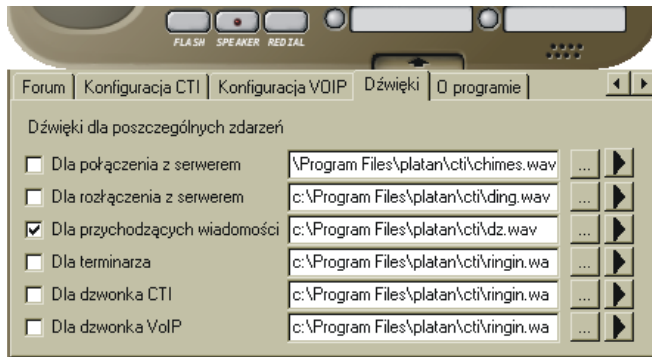 FLASH SPEAKER REDIAL
Forum Konfiguracja CTI Konfiguracja VOIP Dźwięki O programie
Dźwięki dla poszczególnych zdarzeń
Dla połączenia z serwerem \Program Files\platan\cti\chimes.wav ...
Dla rozłączenia z serwerem c:\Program Files\platan\cti\ding.wav ...
Dla przychodzących wiadomości c:\Program Files\platan\cti\dz.wav ...
Dla terminarza c:\Program Files\platan\cti\ringin.wa ...
Dla dzwonka CTI c:\Program Files\platan\cti\ringin.wa ...
Dla dzwonka VoIP c:\Program Files\platan\cti\ringin.wa ...